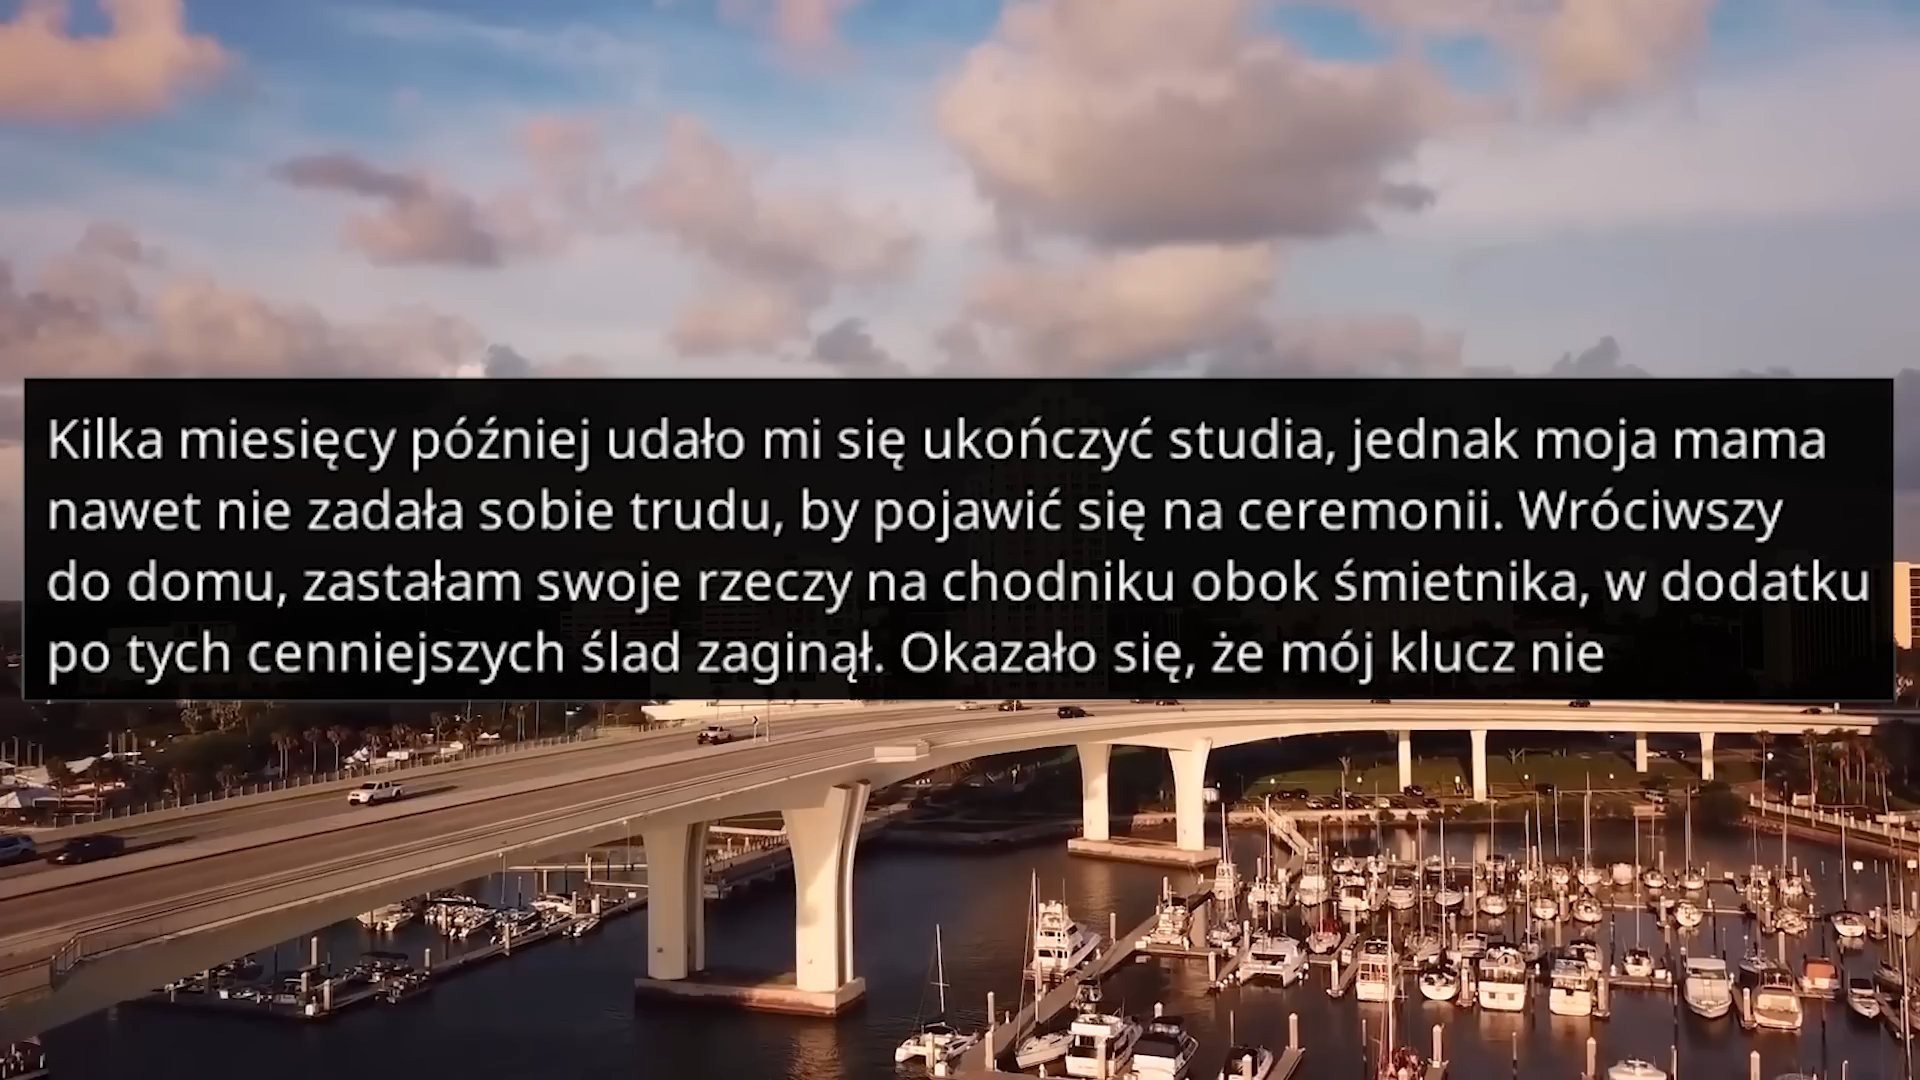 Kilka miesięcy później udało mi się ukończyć studia, jednak moja mama
nawet nie zadała sobie trudu, by pojawić się na ceremonii. Wróciwszy
do domu, zastałam swoje rzeczy na chodniku obok śmietnika, w dodatku
po tych cenniejszych ślad zaginął. Okazało się, że mój klucz nie